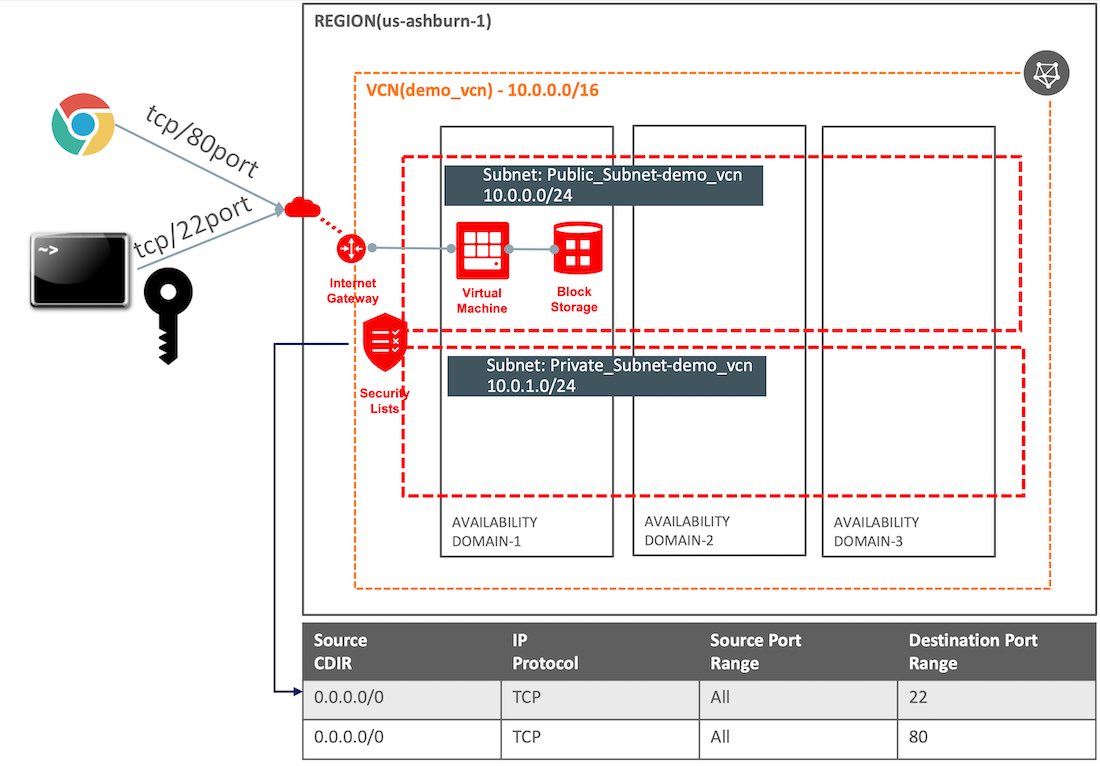 REGION(us-ashburn-1)
VCN(demo_vcn) - 10.0.0.0/16
tcp/80port
tcp/22port
~>
Subnet: Public_Subnet-demo_vcn
10.0.0.0/24
Internet
Gateway
Virtual
Machine
Block
Storage
Security
Lists
Subnet: Private_Subnet-demo_vcn
10.0.1.0/24
AVAILABILITY
DOMAIN-1
AVAILABILITY
DOMAIN-2
AVAILABILITY
DOMAIN-3
Source
CDIR
IP
Protocol
Source Port
Range
Destination Port
Range
0.0.0.0/0 TCP All 22
0.0.0.0/0 TCP All 80